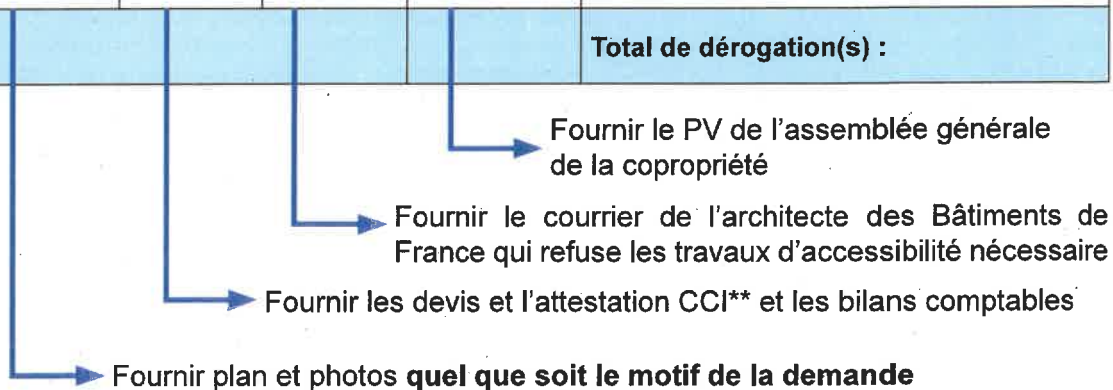 Total de dérogation(s) :
Fournir le PV de l'assemblée générale
de la copropriété
Fournir le courrier de l'architecte des Bâtiments de
France qui refuse les travaux d'accessibilité nécessaire
Fournir les devis et l'attestation CCI** et les bilans comptables
Fournir plan et photos quel que soit le motif de la demande